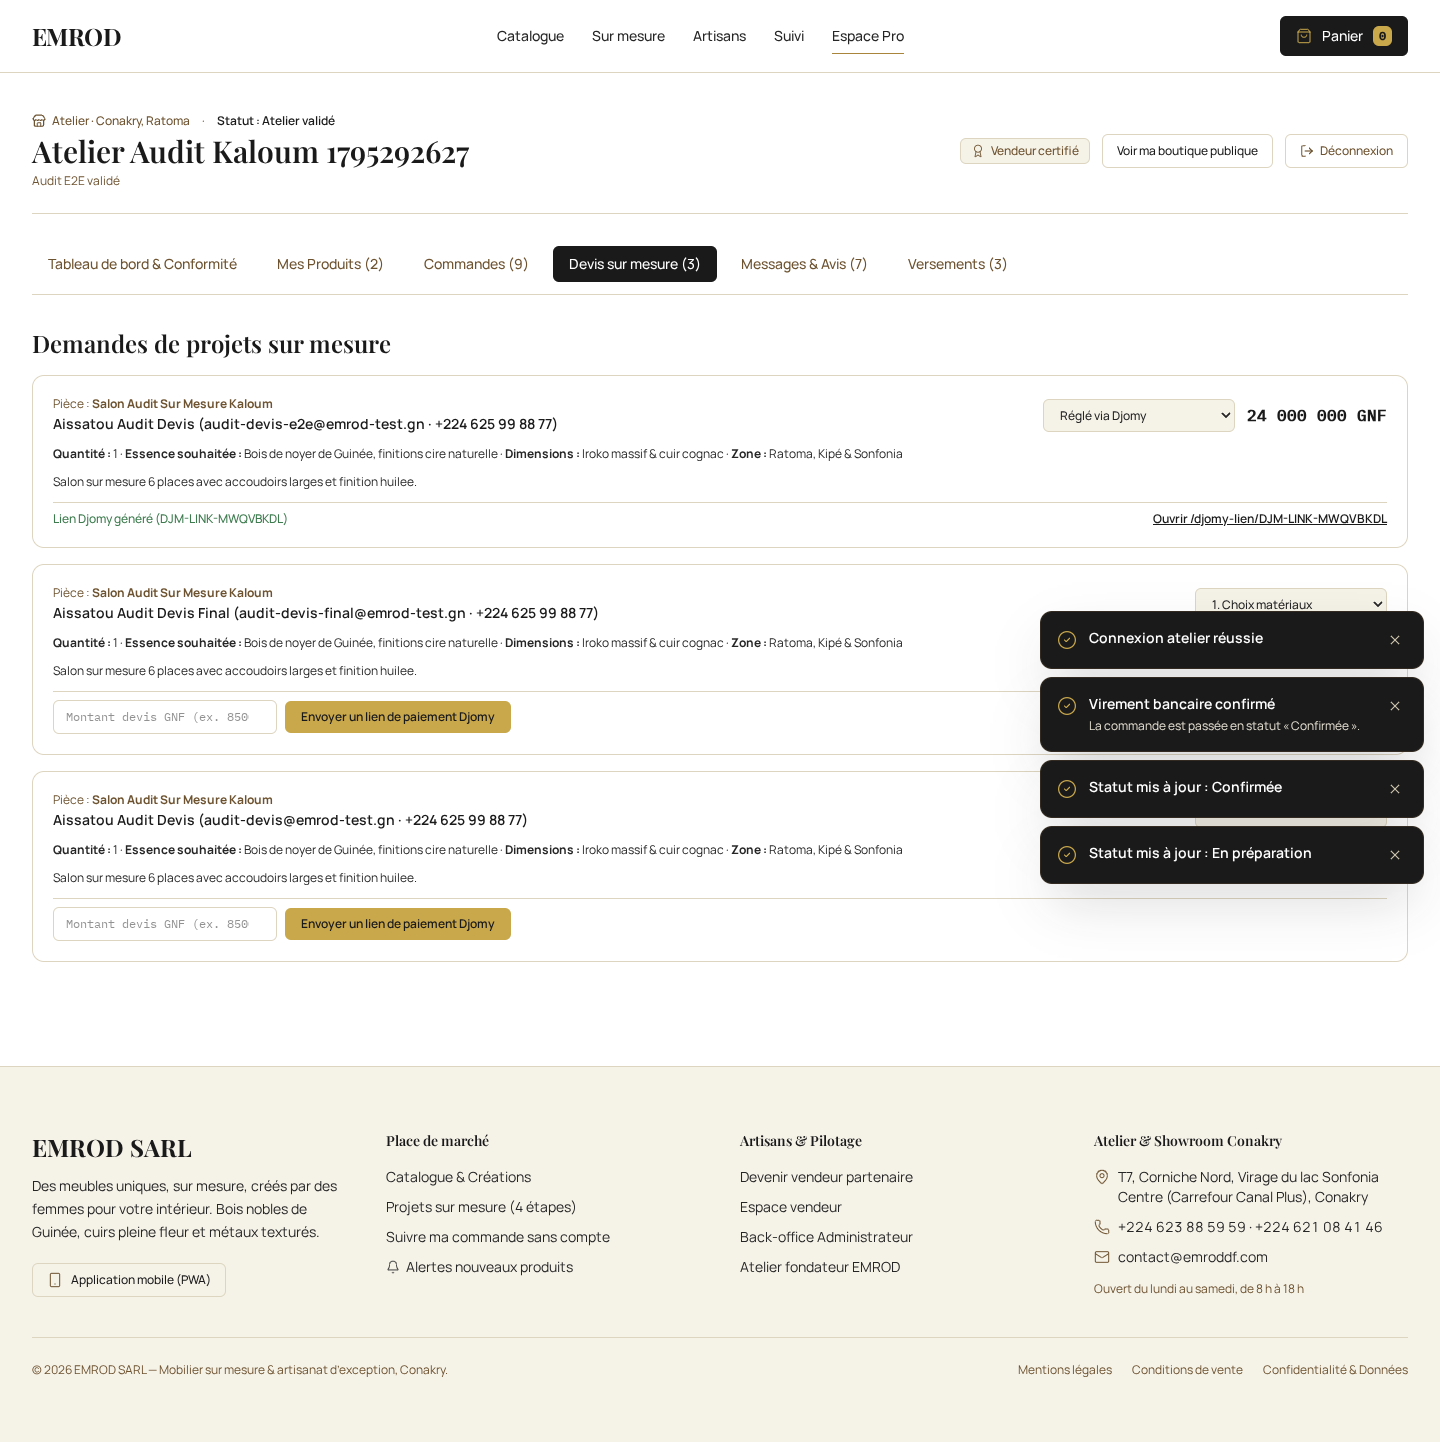 EMROD
Catalogue
Sur mesure
Artisans
Suivi
Espace Pro
Panier 0
Atelier · Conakry, Ratoma · Statut : Atelier validé
Atelier Audit Kaloum 1795292627
Audit E2E validé
Vendeur certifié
Voir ma boutique publique
Déconnexion
Tableau de bord & Conformité
Mes Produits (2)
Commandes (9)
Devis sur mesure (3)
Messages & Avis (7)
Versements (3)
Demandes de projets sur mesure
Pièce : Salon Audit Sur Mesure Kaloum
Aissatou Audit Devis (audit-devis-e2e@emrod-test.gn · +224 625 99 88 77)
Réglé via Djomy
24 000 000 GNF
Quantité : 1 · Essence souhaitée : Bois de noyer de Guinée, finitions cire naturelle · Dimensions : Iroko massif & cuir cognac · Zone : Ratoma, Kipé & Sonfonia
Salon sur mesure 6 places avec accoudoirs larges et finition huilee.
Lien Djomy généré (DJM-LINK-MWQVBKDL)
Ouvrir /djomy-lien/DJM-LINK-MWQVBKDL
Pièce : Salon Audit Sur Mesure Kaloum
Aissatou Audit Devis Final (audit-devis-final@emrod-test.gn · +224 625 99 88 77)
1. Choix matériaux
Quantité : 1 · Essence souhaitée : Bois de noyer de Guinée, finitions cire naturelle · Dimensions : Iroko massif & cuir cognac · Zone : Ratoma, Kipé & Sonfonia
Salon sur mesure 6 places avec accoudoirs larges et finition huilee.
Montant devis GNF (ex. 850
Envoyer un lien de paiement Djomy
Pièce : Salon Audit Sur Mesure Kaloum
Aissatou Audit Devis (audit-devis@emrod-test.gn · +224 625 99 88 77)
Quantité : 1 · Essence souhaitée : Bois de noyer de Guinée, finitions cire naturelle · Dimensions : Iroko massif & cuir cognac · Zone : Ratoma, Kipé & Sonfonia
Salon sur mesure 6 places avec accoudoirs larges et finition huilee.
Montant devis GNF (ex. 850
Envoyer un lien de paiement Djomy
Connexion atelier réussie
Virement bancaire confirmé
La commande est passée en statut « Confirmée ».
Statut mis à jour : Confirmée
Statut mis à jour : En préparation
EMROD SARL
Des meubles uniques, sur mesure, créés par des
femmes pour votre intérieur. Bois nobles de
Guinée, cuirs pleine fleur et métaux texturés.
Application mobile (PWA)
Place de marché
Catalogue & Créations
Projets sur mesure (4 étapes)
Suivre ma commande sans compte
Alertes nouveaux produits
Artisans & Pilotage
Devenir vendeur partenaire
Espace vendeur
Back-office Administrateur
Atelier fondateur EMROD
Atelier & Showroom Conakry
T7, Corniche Nord, Virage du lac Sonfonia
Centre (Carrefour Canal Plus), Conakry
+224 623 88 59 59 · +224 621 08 41 46
contact@emroddf.com
Ouvert du lundi au samedi, de 8 h à 18 h
© 2026 EMROD SARL — Mobilier sur mesure & artisanat d'exception, Conakry.
Mentions légales
Conditions de vente
Confidentialité & Données